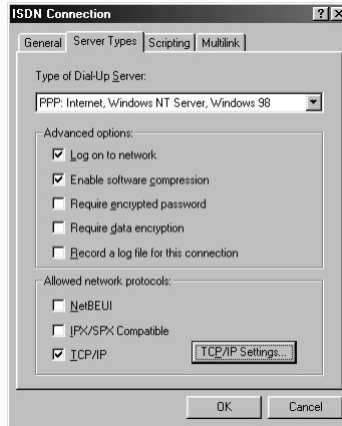 ISDN Connection
General Server Types Scripting Multilink
Type of Dial-Up Server:
PPP: Internet, Windows NT Server, Windows 98
Advanced options:
Log on to network
Enable software compression
Require encrypted password
Require data encryption
Record a log file for this connection
Allowed network protocols:
NetBEUI
IPX/SPX Compatible
TCP/IP TCP/IP Settings...
OK Cancel